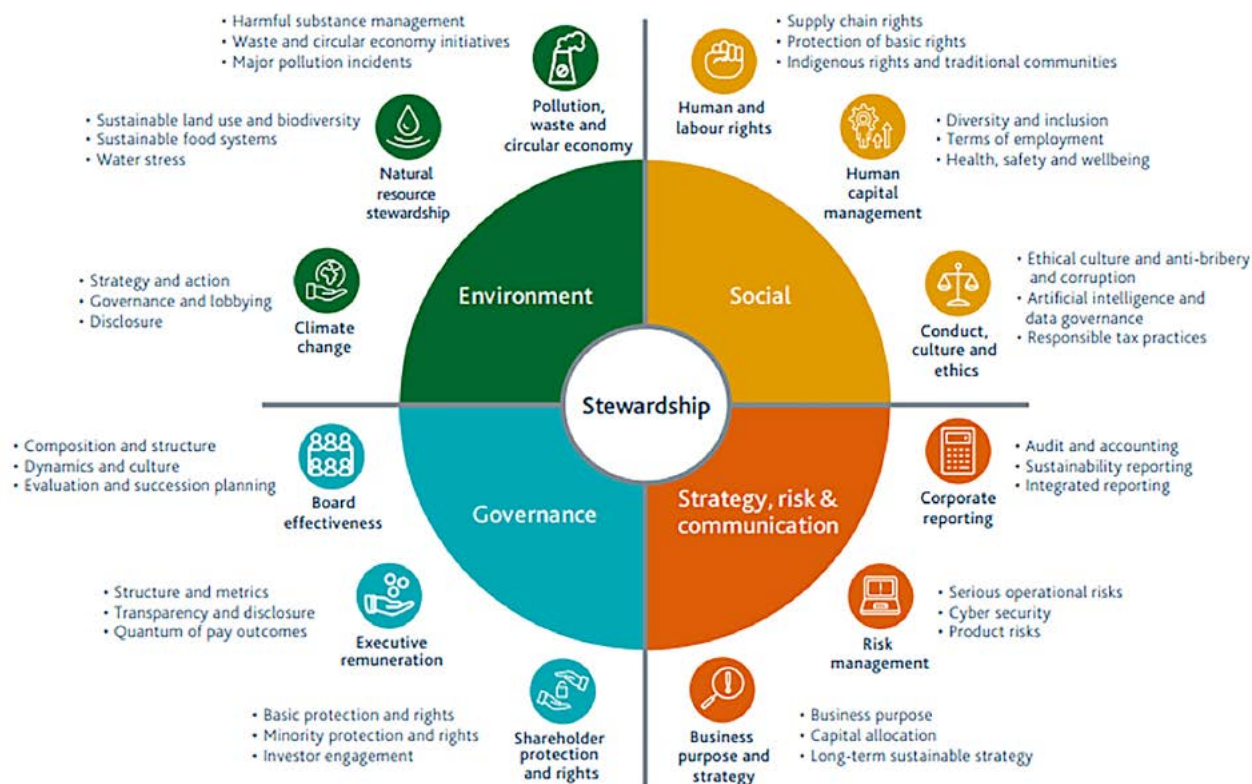 • Harmful substance management
• Waste and circular economy initiatives
• Major pollution incidents
Pollution,
waste and
circular economy
• Sustainable land use and biodiversity
• Sustainable food systems
• Water stress
Natural
resource
stewardship
• Strategy and action
• Governance and lobbying
• Disclosure
Climate
change
Environment
• Supply chain rights
• Protection of basic rights
• Indigenous rights and traditional communities
Human and
labour rights
• Diversity and inclusion
• Terms of employment
• Health, safety and wellbeing
Human
capital
management
• Ethical culture and anti-bribery
and corruption
• Artificial intelligence and
data governance
• Responsible tax practices
Conduct,
culture and
ethics
Social
Stewardship
• Composition and structure
• Dynamics and culture
• Evaluation and succession planning
Board
effectiveness
Governance
• Structure and metrics
• Transparency and disclosure
• Quantum of pay outcomes
Executive
remuneration
• Basic protection and rights
• Minority protection and rights
• Investor engagement
Shareholder
protection
and rights
Strategy, risk &
communication
Corporate
reporting
• Audit and accounting
• Sustainability reporting
• Integrated reporting
Risk
management
• Serious operational risks
• Cyber security
• Product risks
Business
purpose and
strategy
• Business purpose
• Capital allocation
• Long-term sustainable strategy